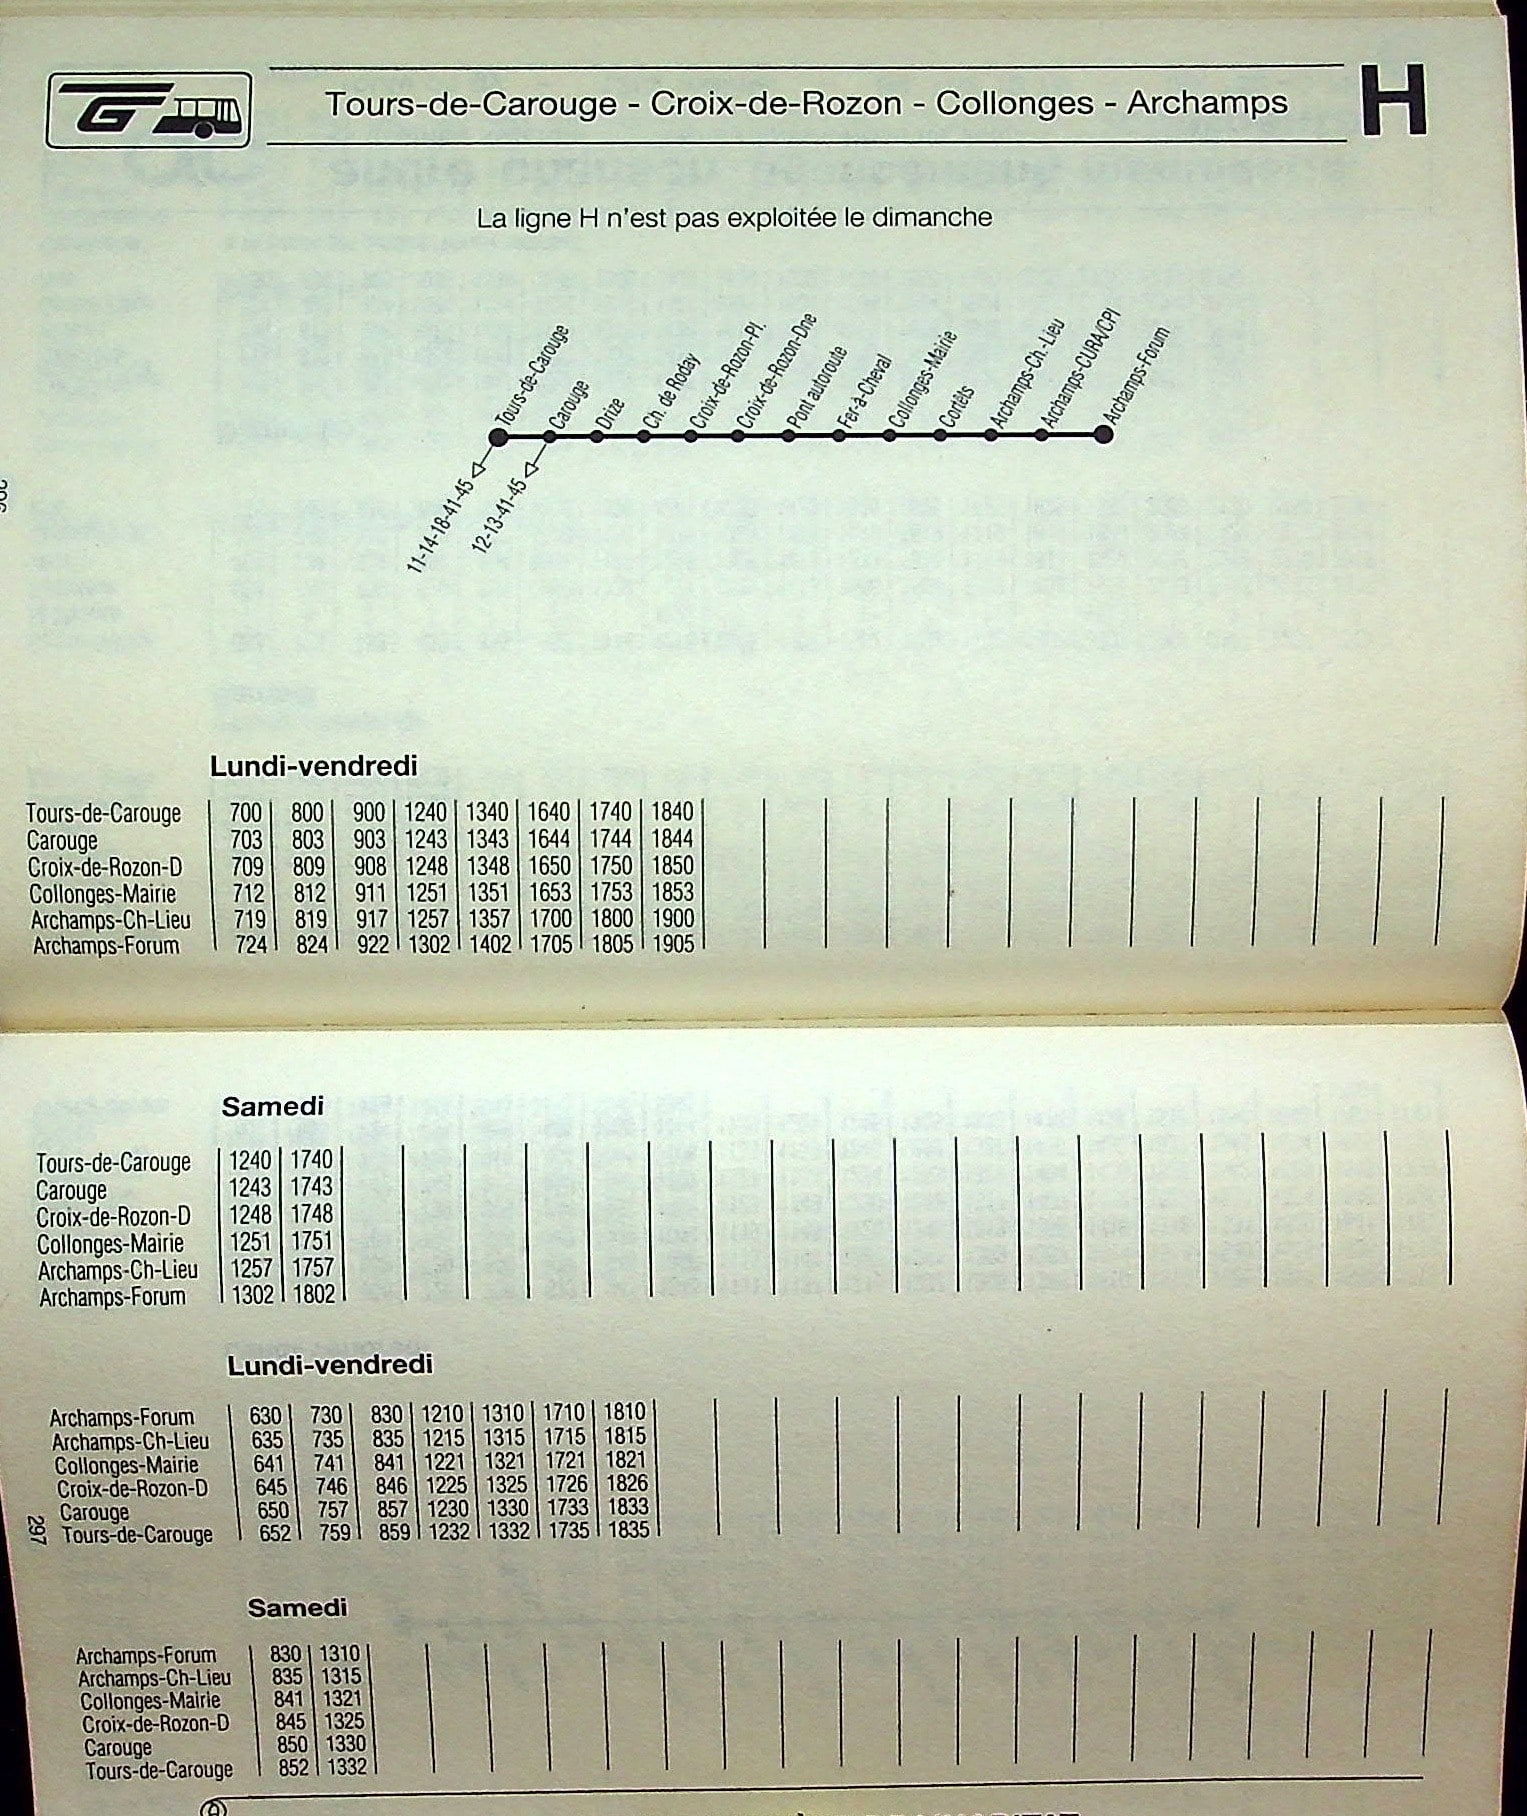 TG
Tours-de-Carouge - Croix-de-Rozon - Collonges - Archamps
H
La ligne H n'est pas exploitée le dimanche
Tours-de-Carouge
Carouge
Drize
Ch. de Roday
Croix-de-Rozon-Pl.
Croix-de-Rozon-Dne
Pont autoroute
Fer-à-Cheval
Collonges-Mairie
Cortêts
Archamps-Ch.-Lieu
Archamps-CURA/CPI
Archamps-Forum
11-14-18-41-45
12-13-41-45
Lundi-vendredi
Tours-de-Carouge 700 800 900 1240 1340 1640 1740 1840
Carouge 703 803 903 1243 1343 1644 1744 1844
Croix-de-Rozon-D 709 809 908 1248 1348 1650 1750 1850
Collonges-Mairie 712 812 911 1251 1351 1653 1753 1853
Archamps-Ch-Lieu 719 819 917 1257 1357 1700 1800 1900
Archamps-Forum 724 824 922 1302 1402 1705 1805 1905
Samedi
Tours-de-Carouge 1240 1740
Carouge 1243 1743
Croix-de-Rozon-D 1248 1748
Collonges-Mairie 1251 1751
Archamps-Ch-Lieu 1257 1757
Archamps-Forum 1302 1802
Lundi-vendredi
Archamps-Forum 630 730 830 1210 1310 1710 1810
Archamps-Ch-Lieu 635 735 835 1215 1315 1715 1815
Collonges-Mairie 641 741 841 1221 1321 1721 1821
Croix-de-Rozon-D 645 746 846 1225 1325 1726 1826
Carouge 650 757 857 1230 1330 1733 1833
Tours-de-Carouge 652 759 859 1232 1332 1735 1835
297
Samedi
Archamps-Forum 830 1310
Archamps-Ch-Lieu 835 1315
Collonges-Mairie 841 1321
Croix-de-Rozon-D 845 1325
Carouge 850 1330
Tours-de-Carouge 852 1332